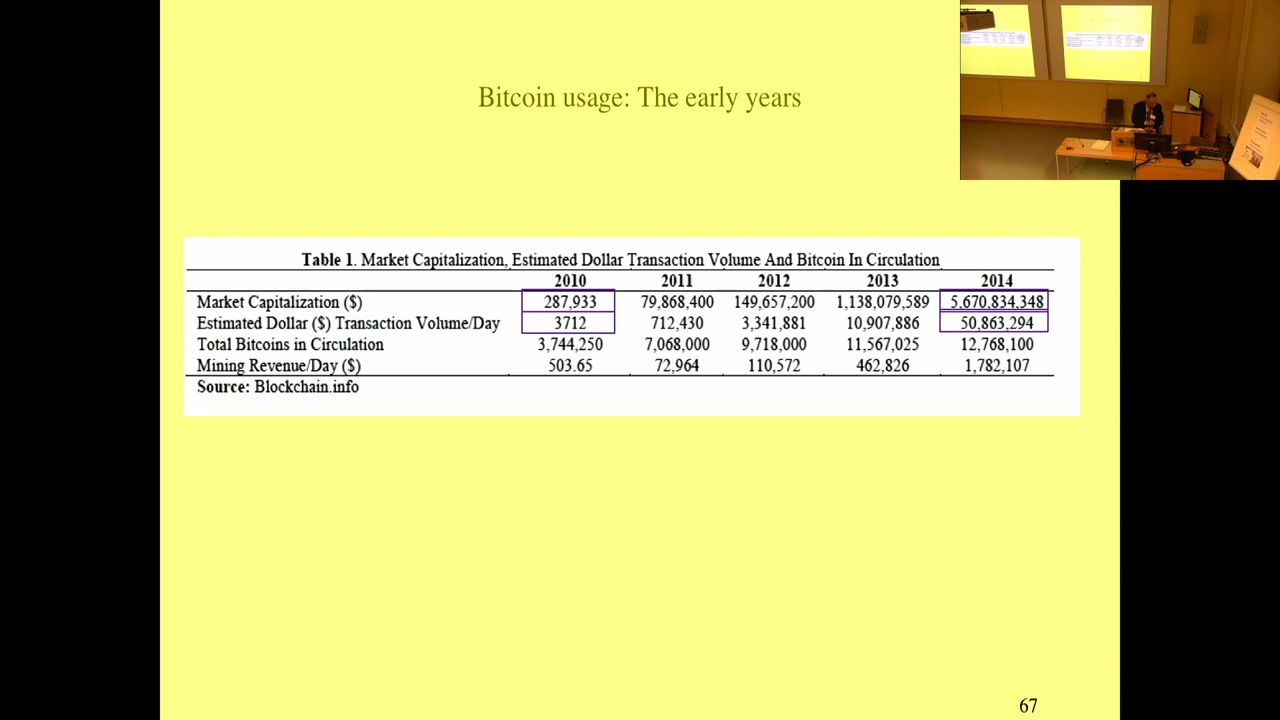 Bitcoin usage: The early years
Table 1. Market Capitalization, Estimated Dollar Transaction Volume And Bitcoin In Circulation
2010 2011 2012 2013 2014
Market Capitalization ($) 287,933 79,868,400 149,657,200 1,138,079,589 5,670,834,348
Estimated Dollar ($) Transaction Volume/Day 3712 712,430 3,341,881 10,907,886 50,863,294
Total Bitcoins in Circulation 3,744,250 7,068,000 9,718,000 11,567,025 12,768,100
Mining Revenue/Day ($) 503.65 72,964 110,572 462,826 1,782,107
Source: Blockchain.info
67